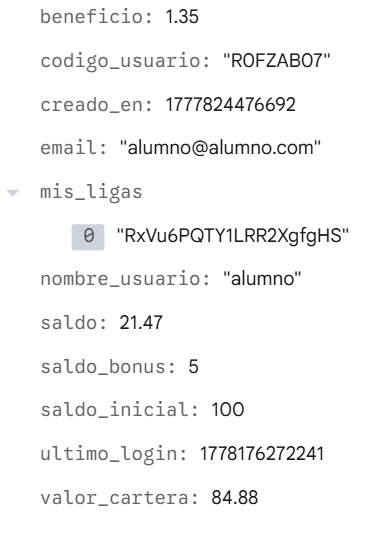 beneficio: 1.35
codigo_usuario: "R0FZAB07"
creado_en: 1777824476692
email: "alumno@alumno.com"
mis_ligas
0 "RxVu6PQTY1LRR2XgfgHS"
nombre_usuario: "alumno"
saldo: 21.47
saldo_bonus: 5
saldo_inicial: 100
ultimo_login: 1778176272241
valor_cartera: 84.88